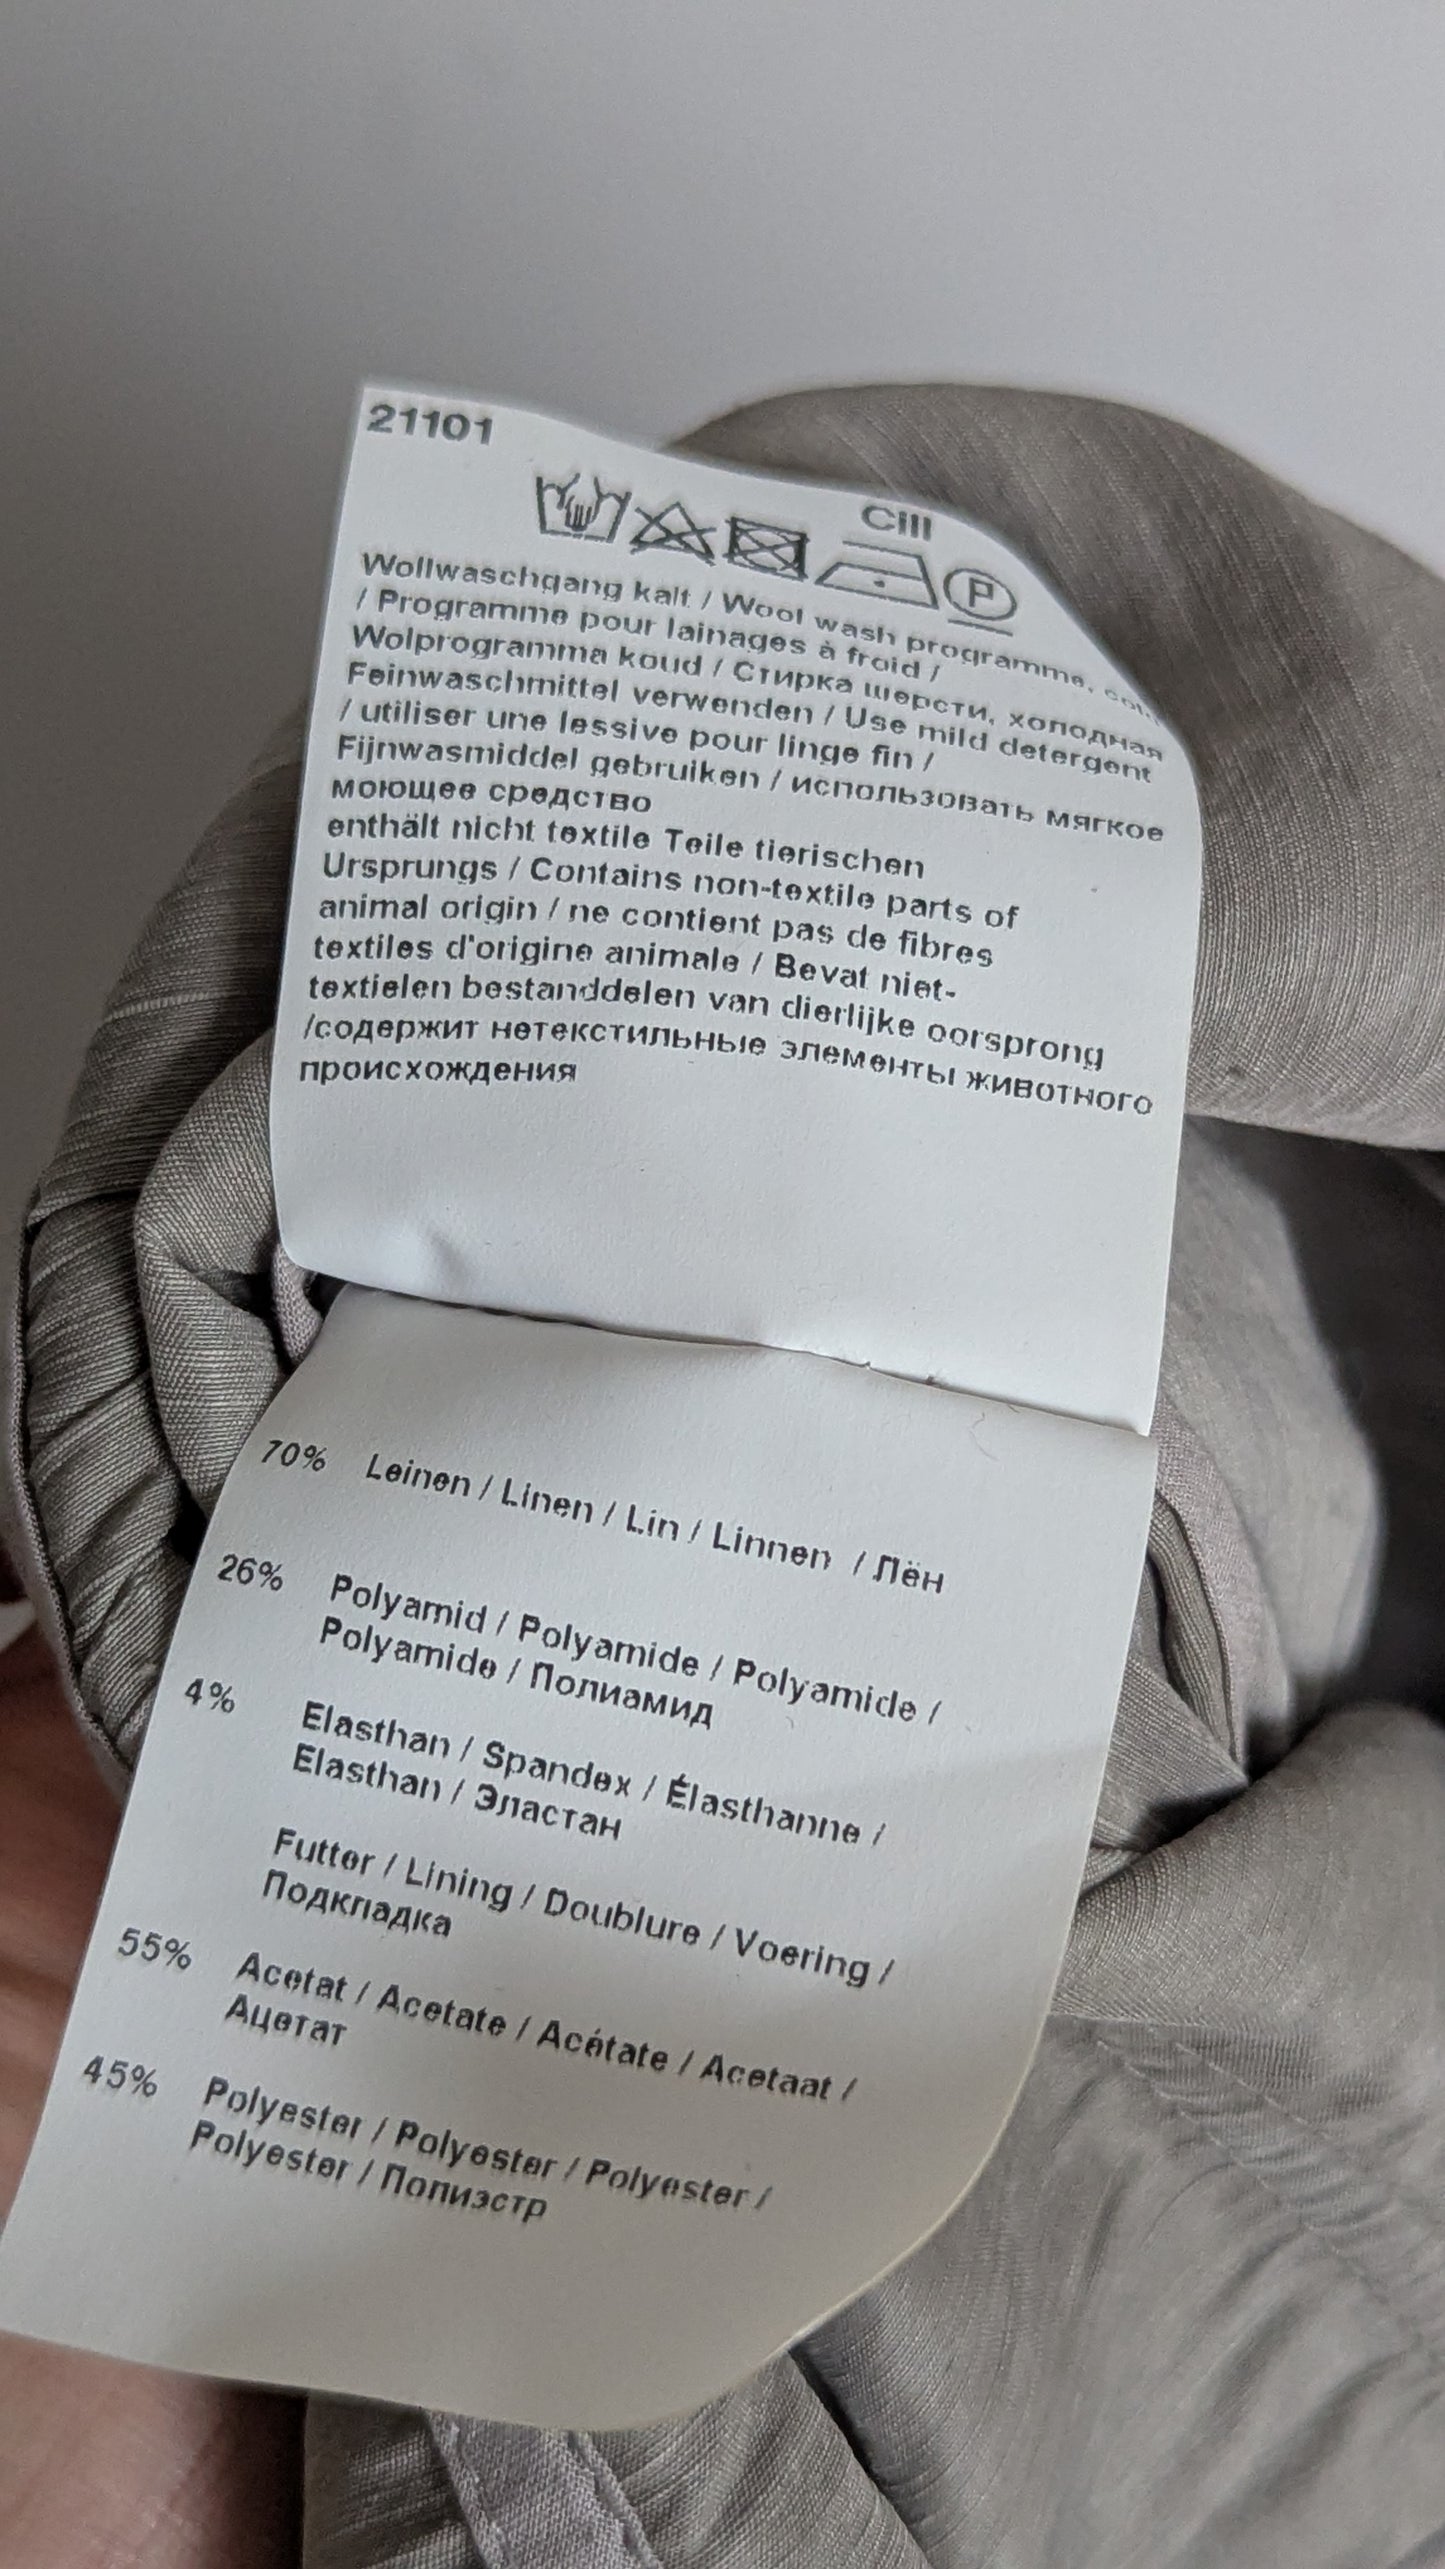 21101
Cill
P
Wollwaschgang kalt / Wool wash programme, cold
/ Programme pour lainages à froid /
Wolprogramma koud / Стирка шерсти, холодная
Feinwaschmittel verwenden / Use mild detergent
/ utiliser une lessive pour linge fin /
Fijnwasmiddel gebruiken / использовать мягкое
моющее средство
enthält nicht textile Teile tierischen
Ursprungs / Contains non-textile parts of
animal origin / ne contient pas de fibres
textiles d'origine animale / Bevat niet-
textielen bestanddelen van dierlijke oorsprong
/содержит нетекстильные элементы животного
происхождения
70% Leinen / Linen / Lin / Linnen / Лён
26% Polyamid / Polyamide / Polyamide /
Polyamide / Полиамид
4% Elasthan / Spandex / Élasthanne /
Elasthan / Эластан
Futter / Lining / Doublure / Voering /
Подкладка
55% Acetat / Acetate / Acétate / Acetaat /
Ацетат
45% Polyester / Polyester / Polyester /
Polyester / Полиэстр